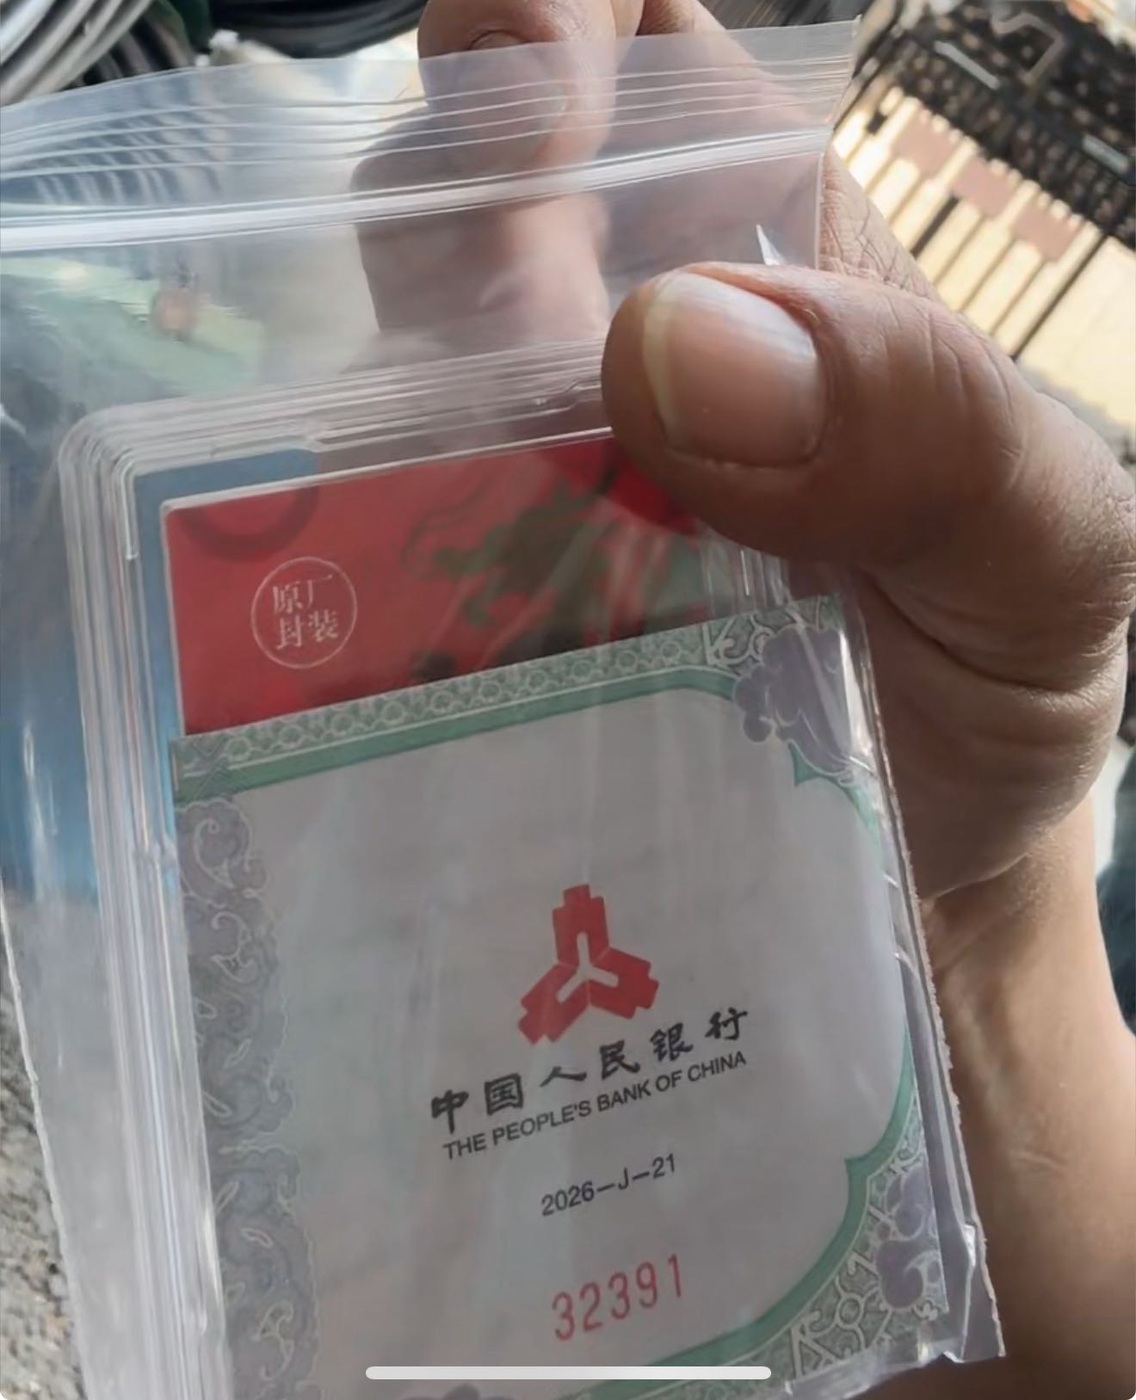 原厂
封装
中国人民银行
THE PEOPLE'S BANK OF CHINA
2026—J—21
32391